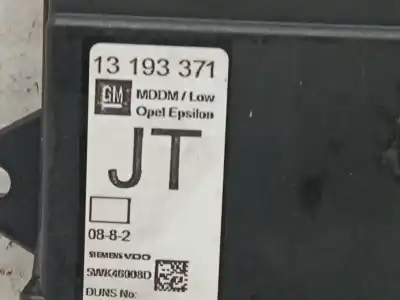 13 193 371
GM MDDM / Low
Opel Epsilon
JT
08-8-2
SIEMENS VDO
5WK46008D
DUNS No: